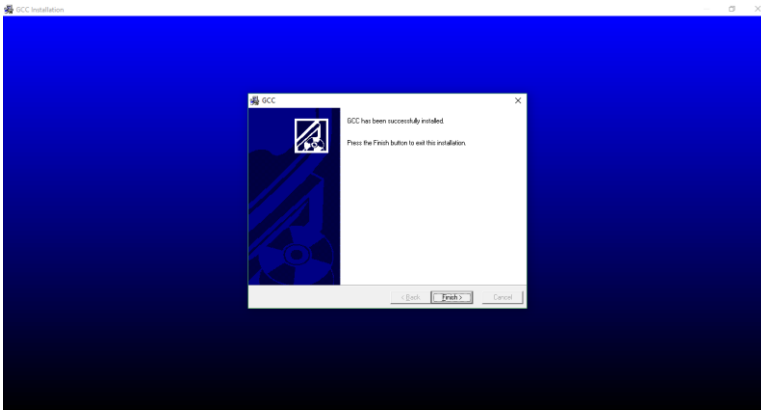 GCC Installation
GCC
GCC has been successfully installed.
Press the Finish button to exit this installation.
< Back
Finish >
Cancel